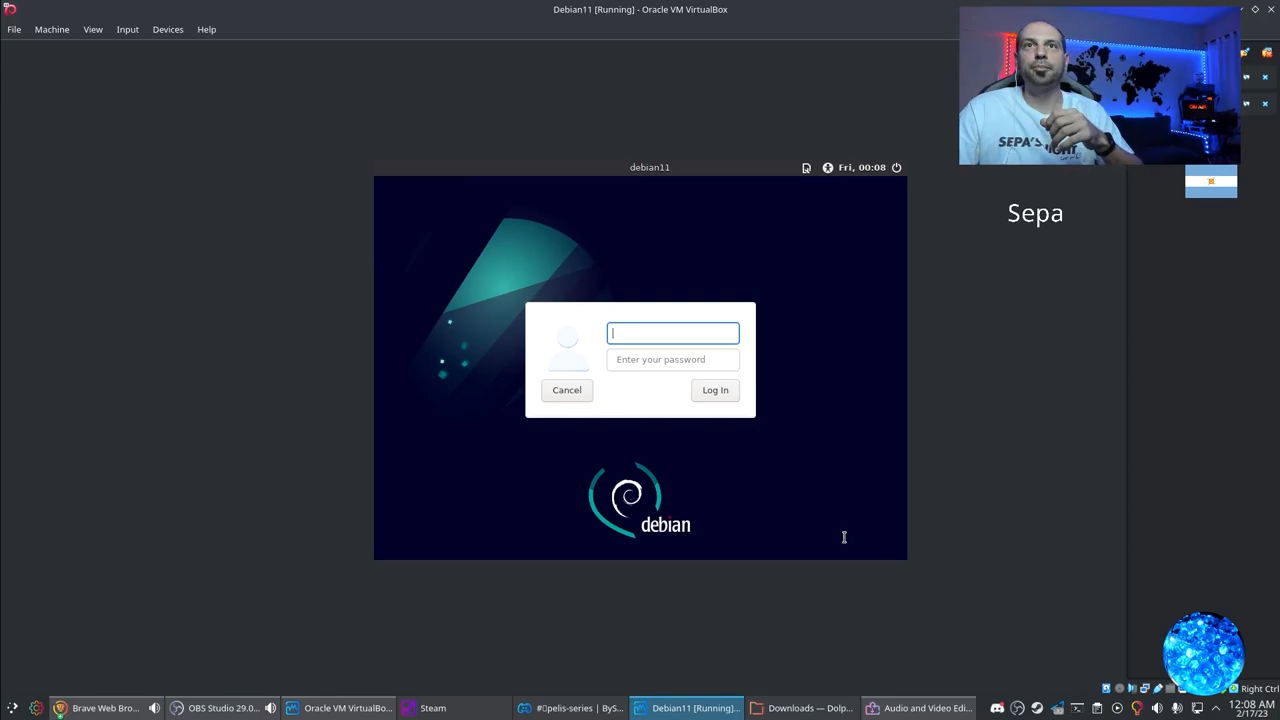 Debian11 [Running] - Oracle VM VirtualBox
File Machine View Input Devices Help
SEPA'S
debian11
Fri, 00:08
Sepa
Enter your password
Cancel
Log In
debian
Right Ctrl
Brave Web Bro...
OBS Studio 29.0...
Oracle VM VirtualBo...
Steam
Debian11 [Running]...
Downloads — Dolp...
Audio and Video Edi...
12:08 AM
2/17/23